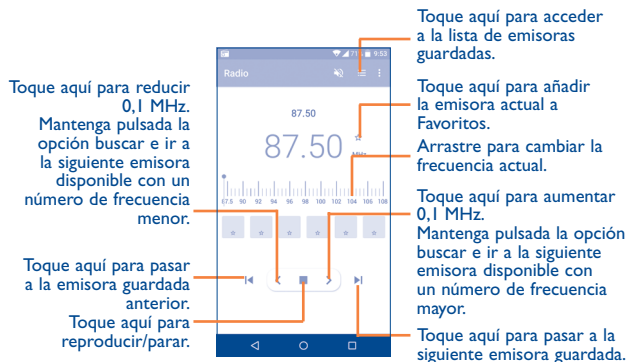 Toque aquí para acceder
a la lista de emisoras
guardadas.
Toque aquí para añadir
la emisora actual a
Favoritos.
Arrastre para cambiar la
frecuencia actual.
Toque aquí para aumentar
0,1 MHz.
Mantenga pulsada la opción
buscar e ir a la siguiente
emisora disponible con
un número de frecuencia
mayor.
Toque aquí para pasar a la
siguiente emisora guardada.
Toque aquí para reducir
0,1 MHz.
Mantenga pulsada la
opción buscar e ir a
la siguiente emisora
disponible con un
número de frecuencia
menor.
Toque aquí para pasar
a la emisora guardada
anterior.
Toque aquí para
reproducir/parar.
9:53
Radio
87.50
87.50
MHz
67.5 90 92 94 96 98 100 102 104 106 108